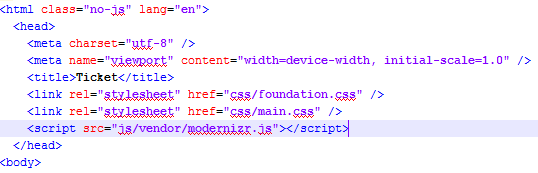 <html class="no-js" lang="en">
<head>
<meta charset="utf-8" />
<meta name="viewport" content="width=device-width, initial-scale=1.0" />
<title>Ticket</title>
<link rel="stylesheet" href="css/foundation.css" />
<link rel="stylesheet" href="css/main.css" />
<script src="js/vendor/modernizr.js"></script>
</head>
<body>